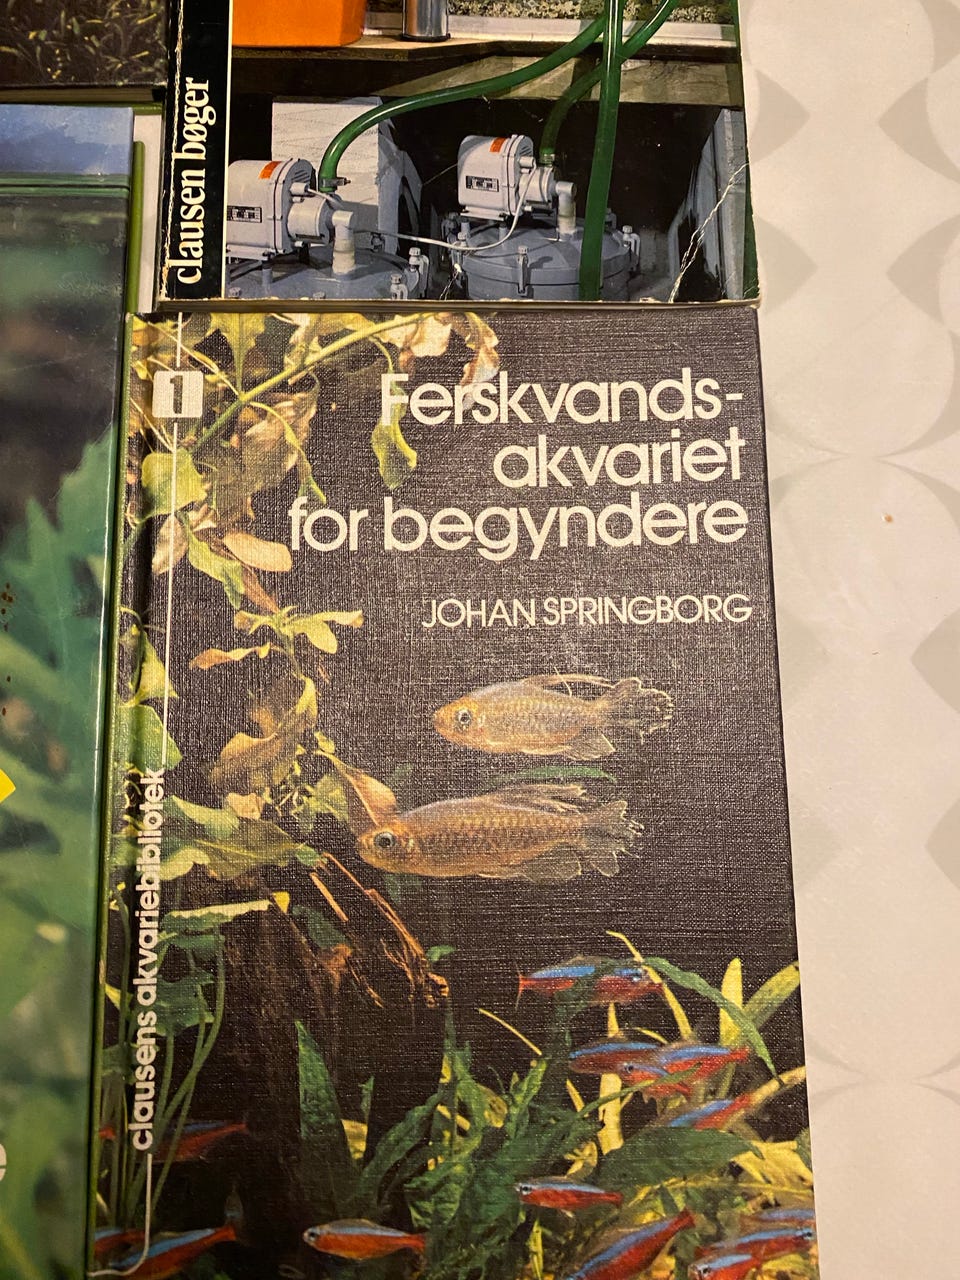 clausen bøger
1
Ferskvands-
akvariet
for begyndere
JOHAN SPRINGBORG
clausens akvariebibliotek